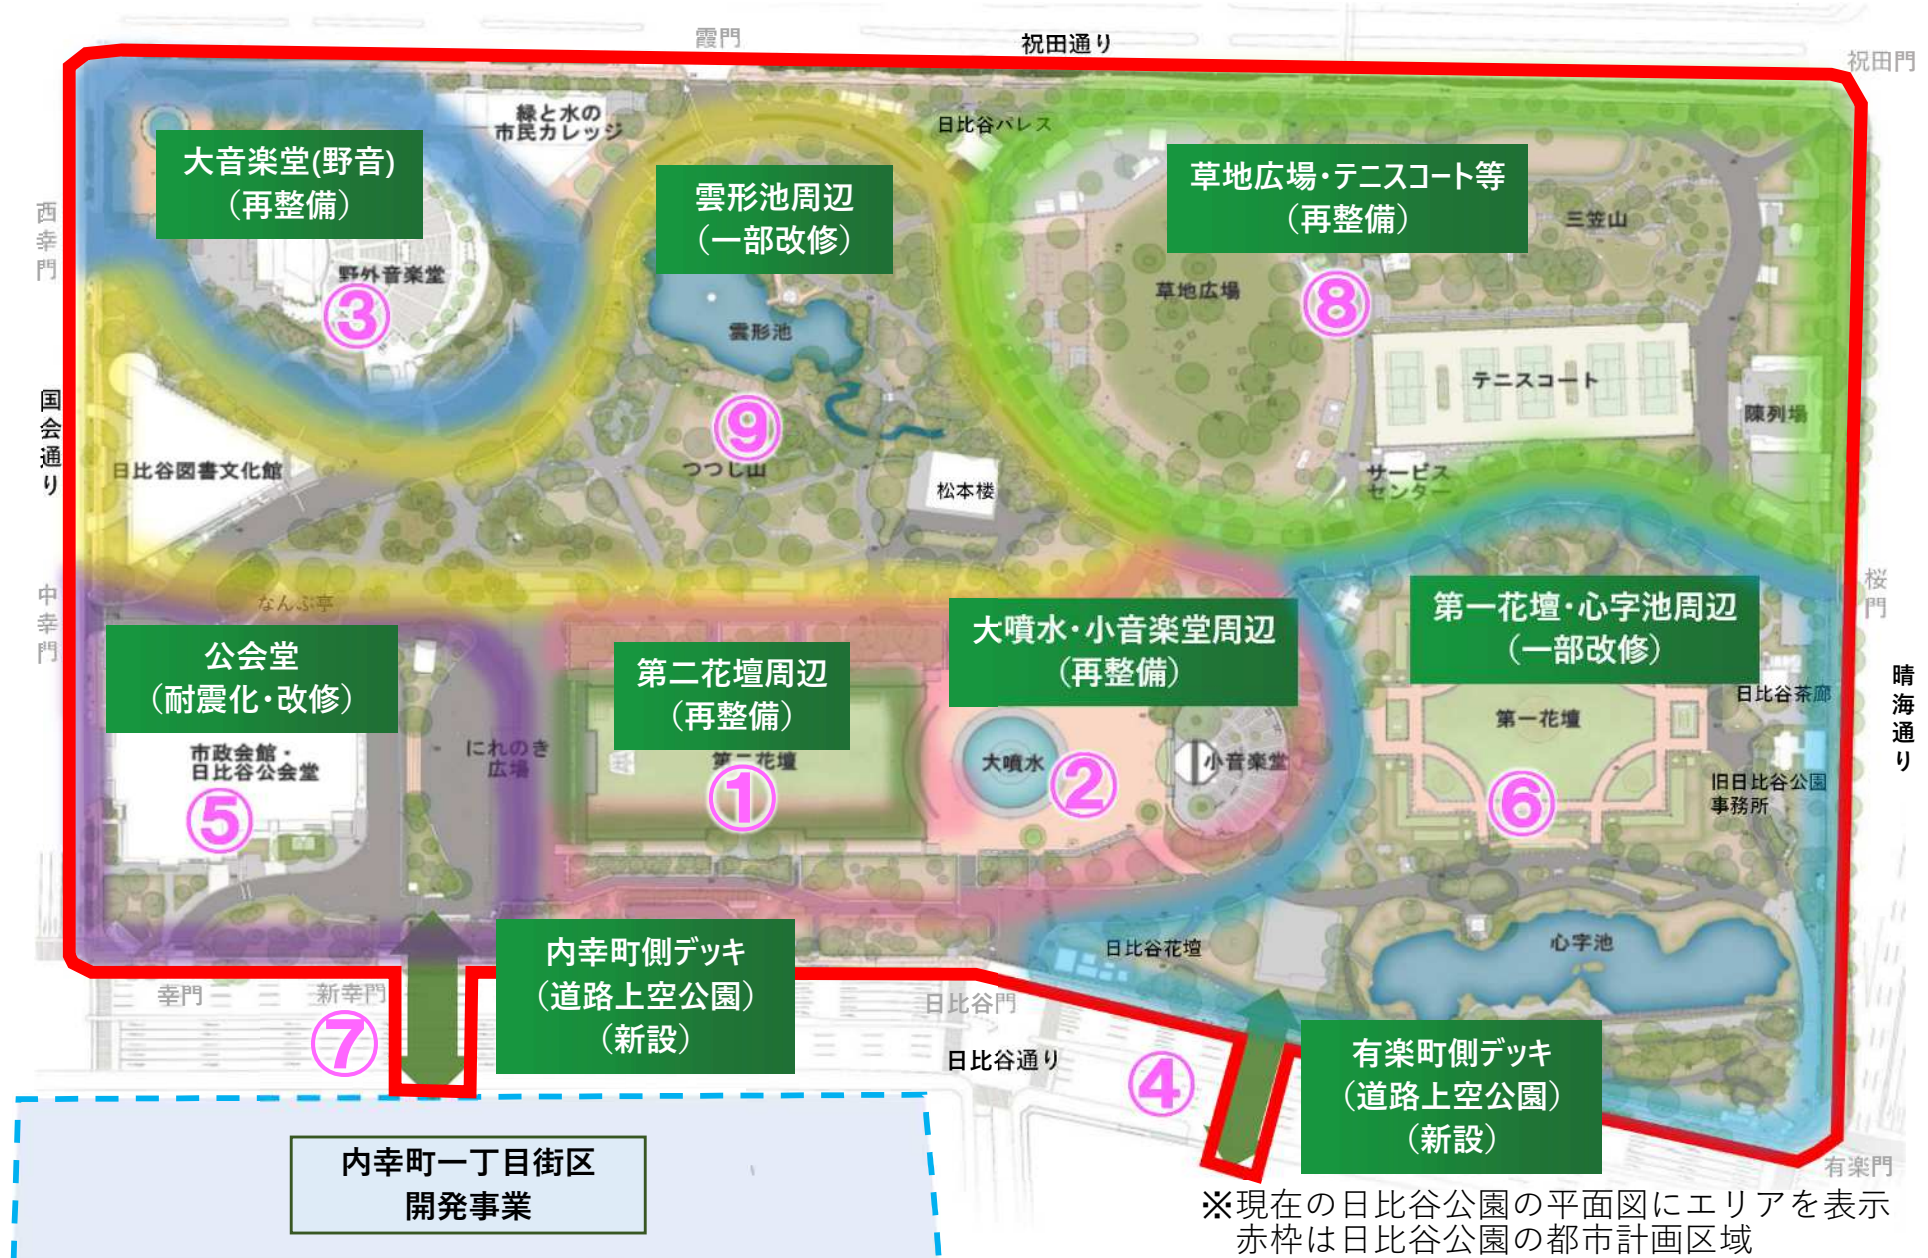 霞門
祝田通り
祝田門
緑と水の
市民カレッジ
日比谷パレス
大音楽堂(野音)
（再整備）
雲形池周辺
（一部改修）
草地広場・テニスコート等
（再整備）
三笠山
西幸門
野外音楽堂
③
雲形池
草地広場
⑧
テニスコート
陳列場
国会通り
⑨
つつじ山
日比谷図書文化館
松本楼
サービス
センター
中幸門
なんぶ亭
桜門
公会堂
（耐震化・改修）
第二花壇周辺
（再整備）
大噴水・小音楽堂周辺
（再整備）
第一花壇・心字池周辺
（一部改修）
日比谷茶廊
晴海通り
第一花壇
市政会館・
日比谷公会堂
にれのき
広場
第二花壇
大噴水
小音楽堂
旧日比谷公園
事務所
⑤
①
②
⑥
内幸町側デッキ
（道路上空公園）
（新設）
日比谷花壇
心字池
幸門
新幸門
日比谷門
⑦
日比谷通り
④
有楽町側デッキ
（道路上空公園）
（新設）
有楽門
内幸町一丁目街区
開発事業
※現在の日比谷公園の平面図にエリアを表示
赤枠は日比谷公園の都市計画区域